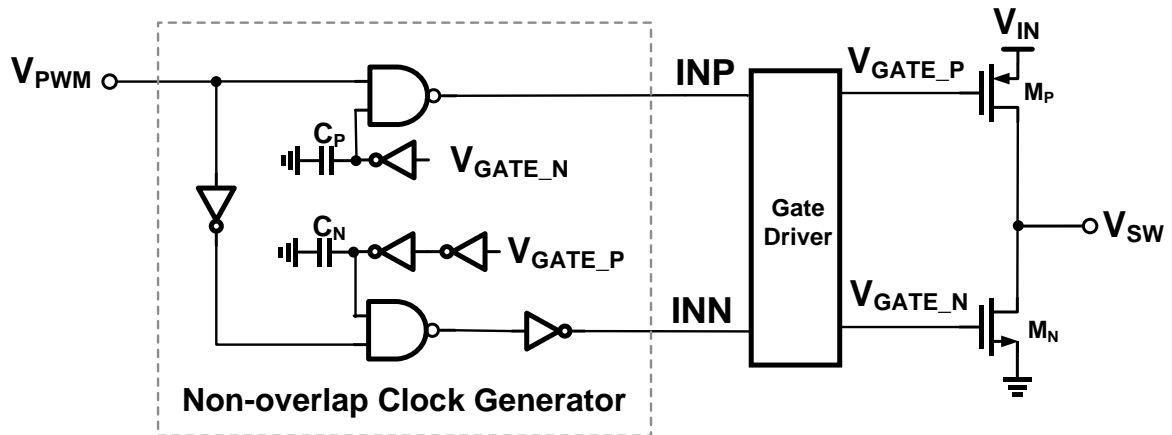 V_IN
V_PWM
INP
V_GATE_P
M_P
C_P
V_GATE_N
C_N
Gate
Driver
V_SW
V_GATE_P
INN
V_GATE_N
M_N
Non-overlap Clock Generator